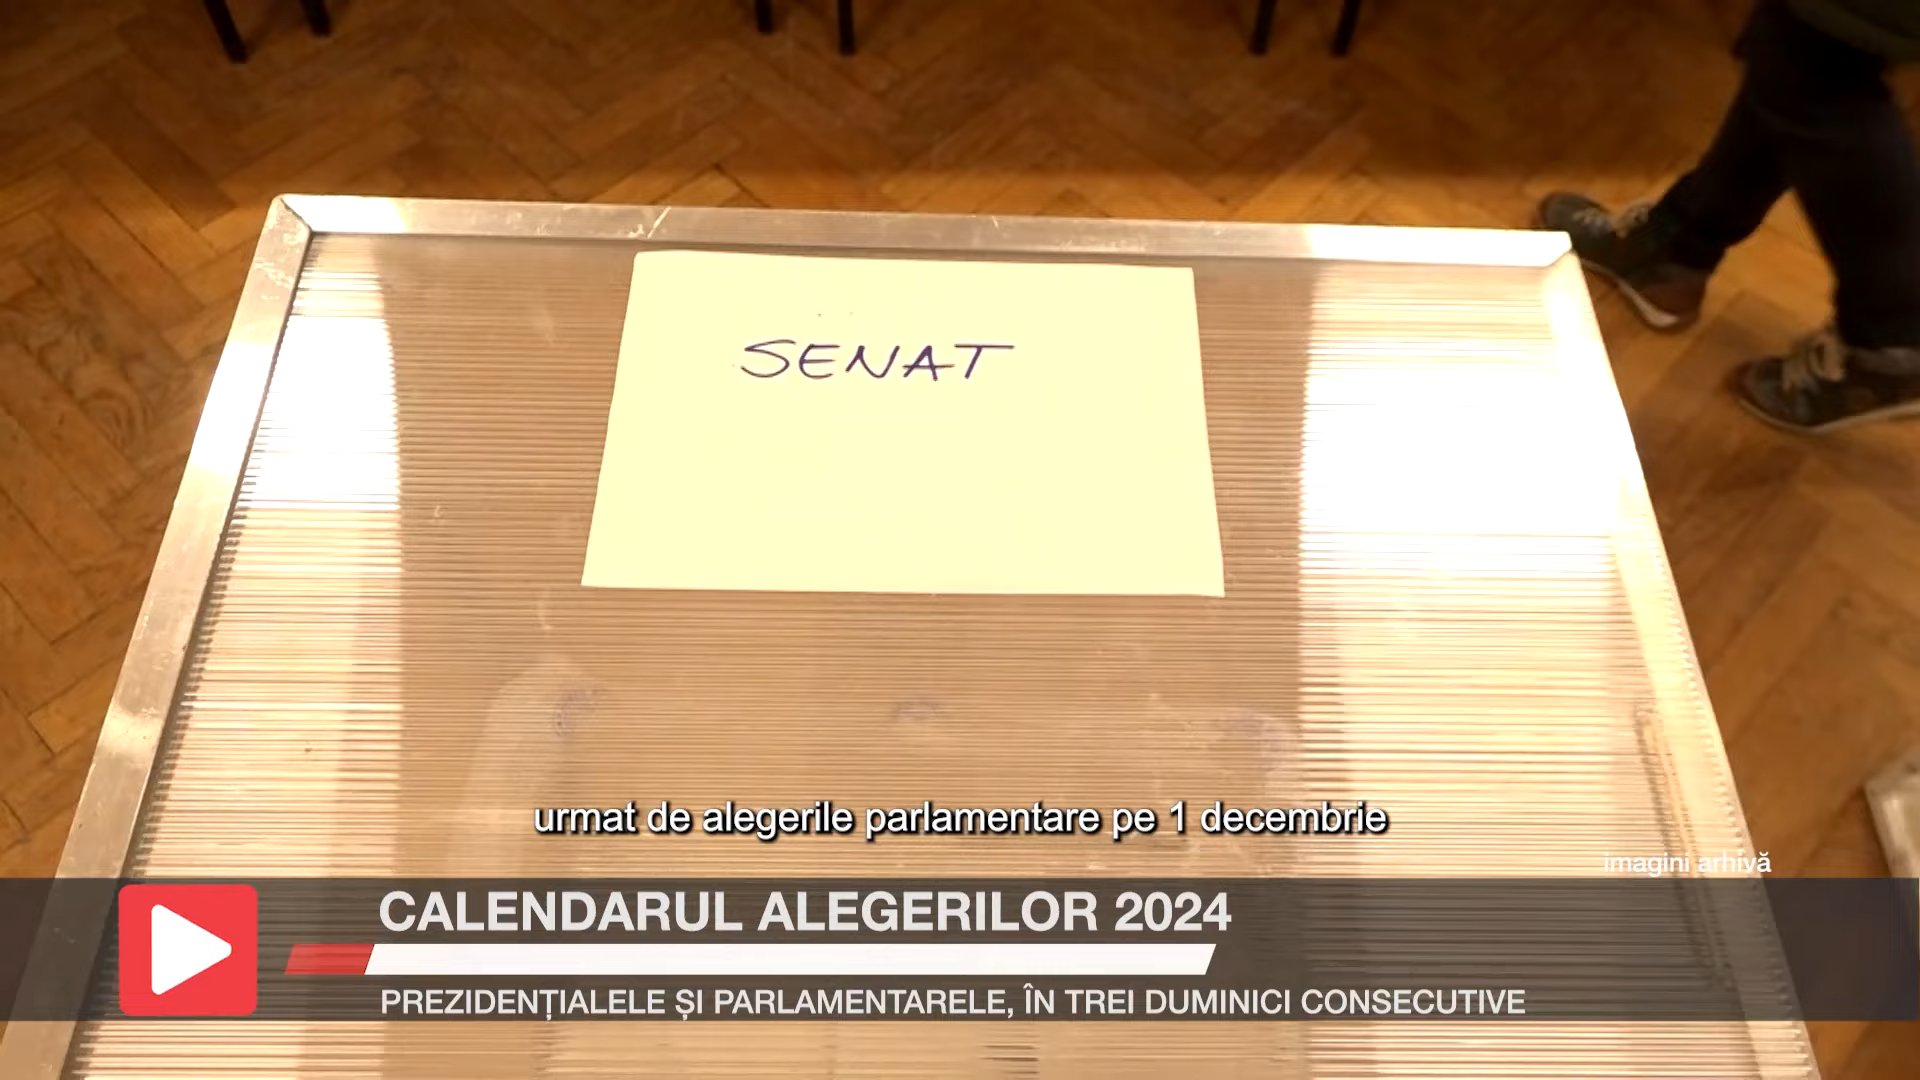 SENAT
urmat de alegerile parlamentare pe 1 decembrie
imagini arhivă
CALENDARUL ALEGERILOR 2024
PREZIDENȚIALELE ȘI PARLAMENTARELE, ÎN TREI DUMINICI CONSECUTIVE